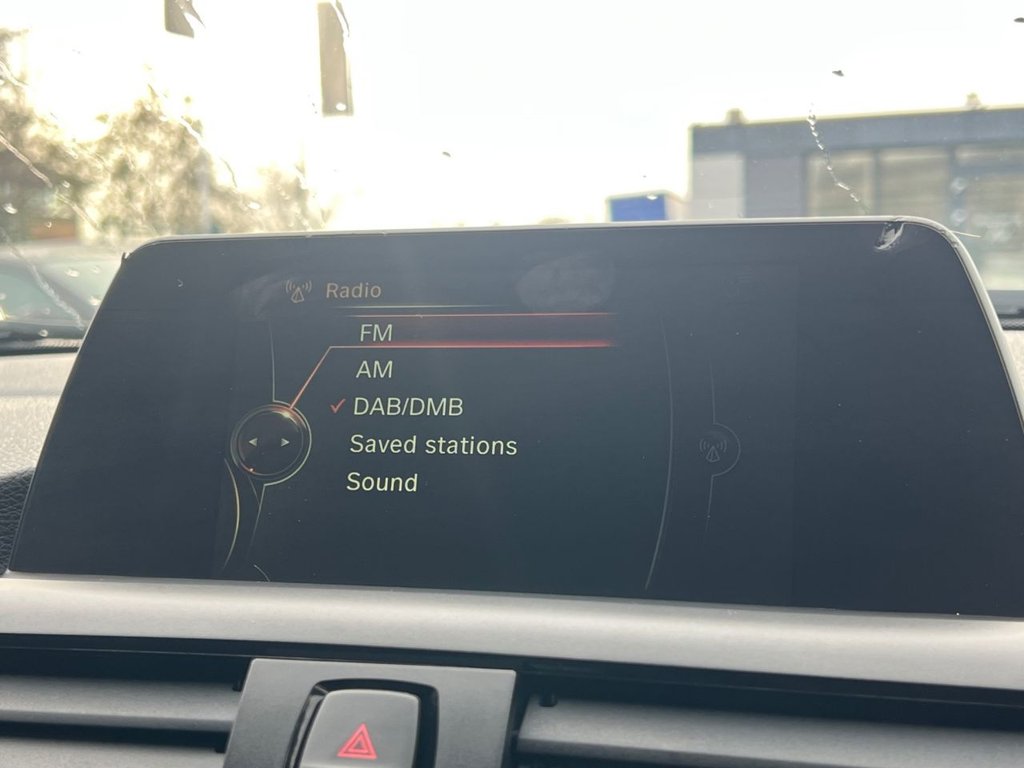 Radio
FM
AM
DAB/DMB
Saved stations
Sound